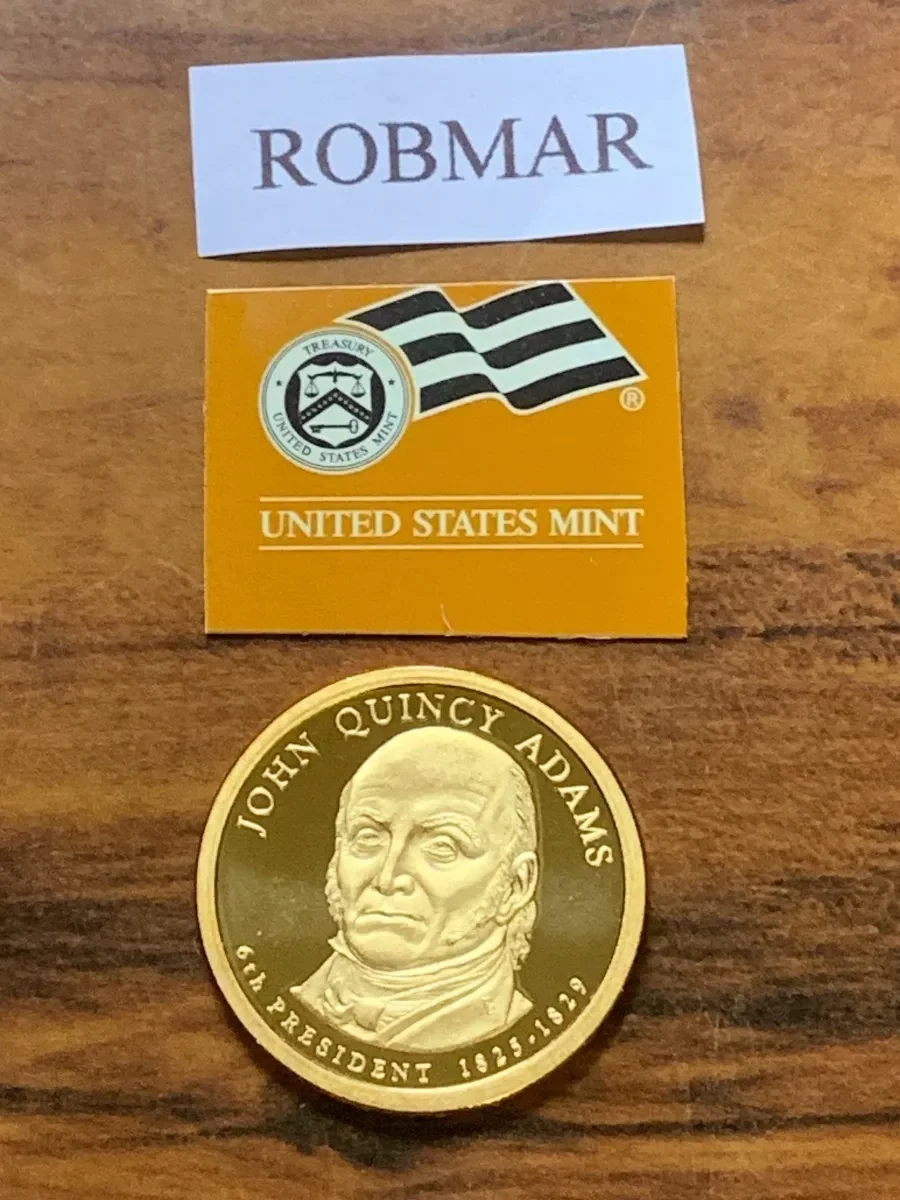 ROBMAR
TREASURY
UNITED STATES MINT
®
UNITED STATES MINT
JOHN QUINCY ADAMS
6th PRESIDENT 1825-1829